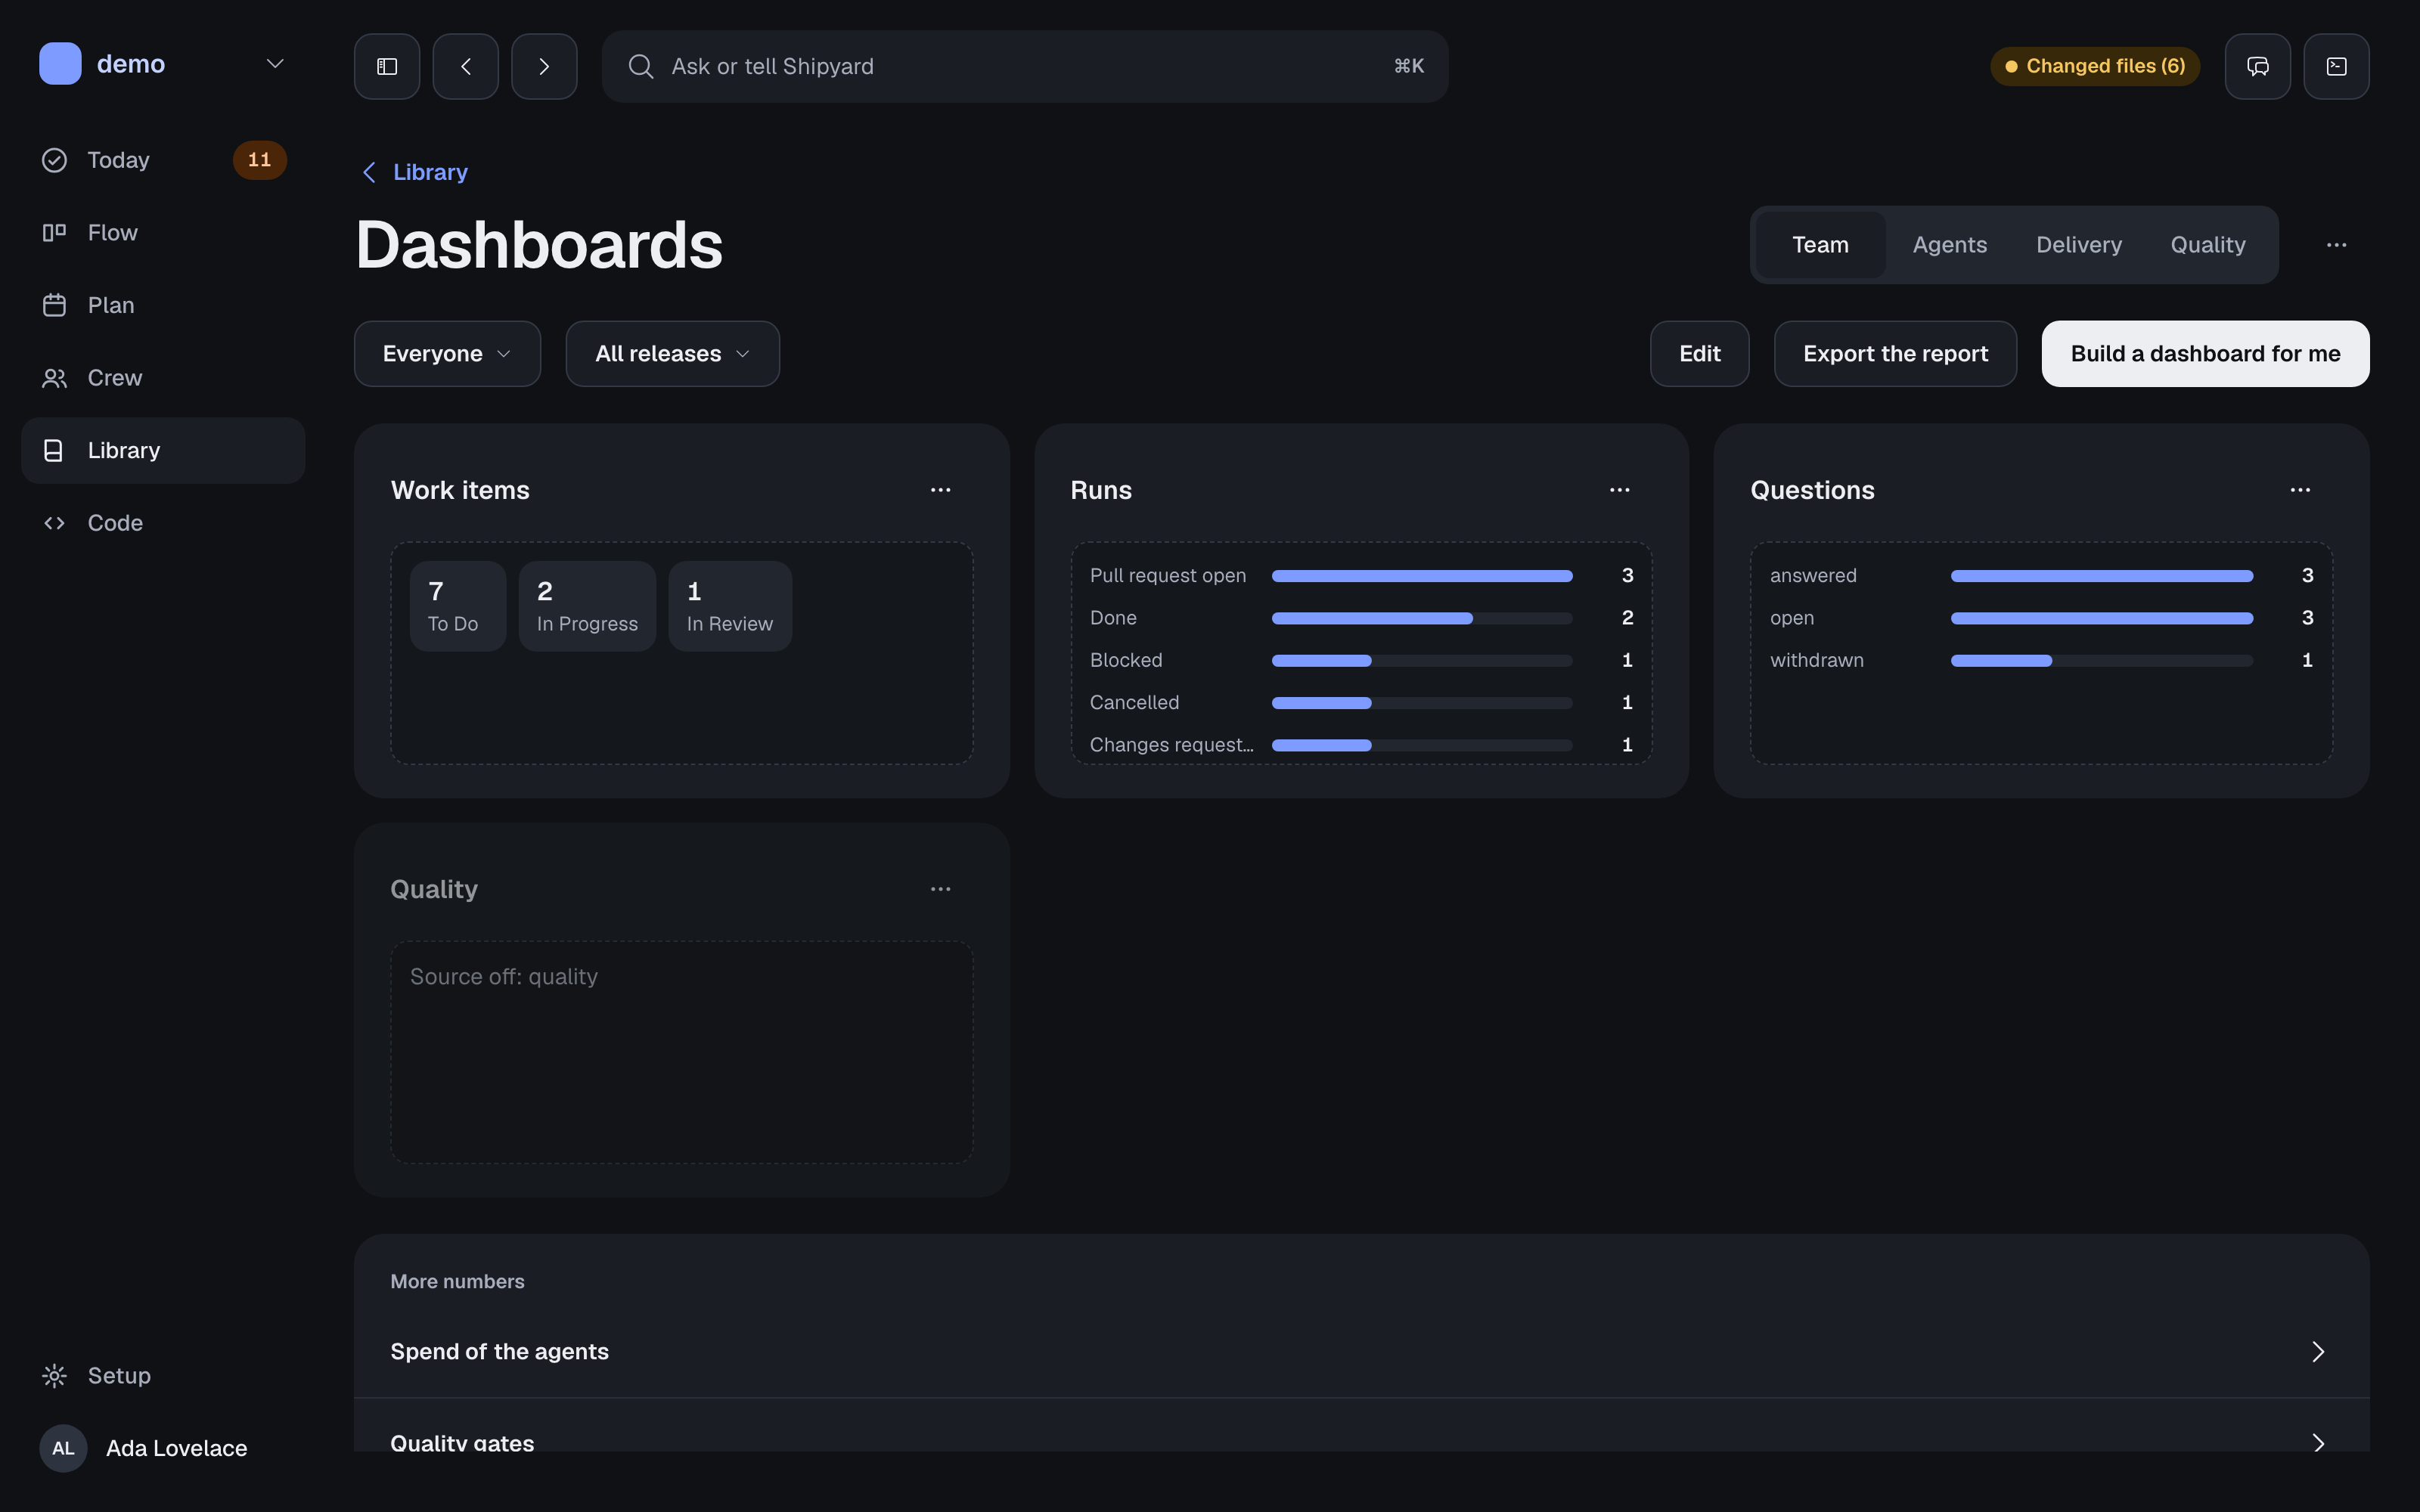 demo
Ask or tell Shipyard
⌘K
Changed files (6)
Today
11
Flow
Plan
Crew
Library
Code
Setup
AL
Ada Lovelace
Library
Dashboards
Team
Agents
Delivery
Quality
Everyone
All releases
Edit
Export the report
Build a dashboard for me
Work items
7
To Do
2
In Progress
1
In Review
Runs
Pull request open 3
Done 2
Blocked 1
Cancelled 1
Changes request... 1
Questions
answered 3
open 3
withdrawn 1
Quality
Source off: quality
More numbers
Spend of the agents
Quality gates